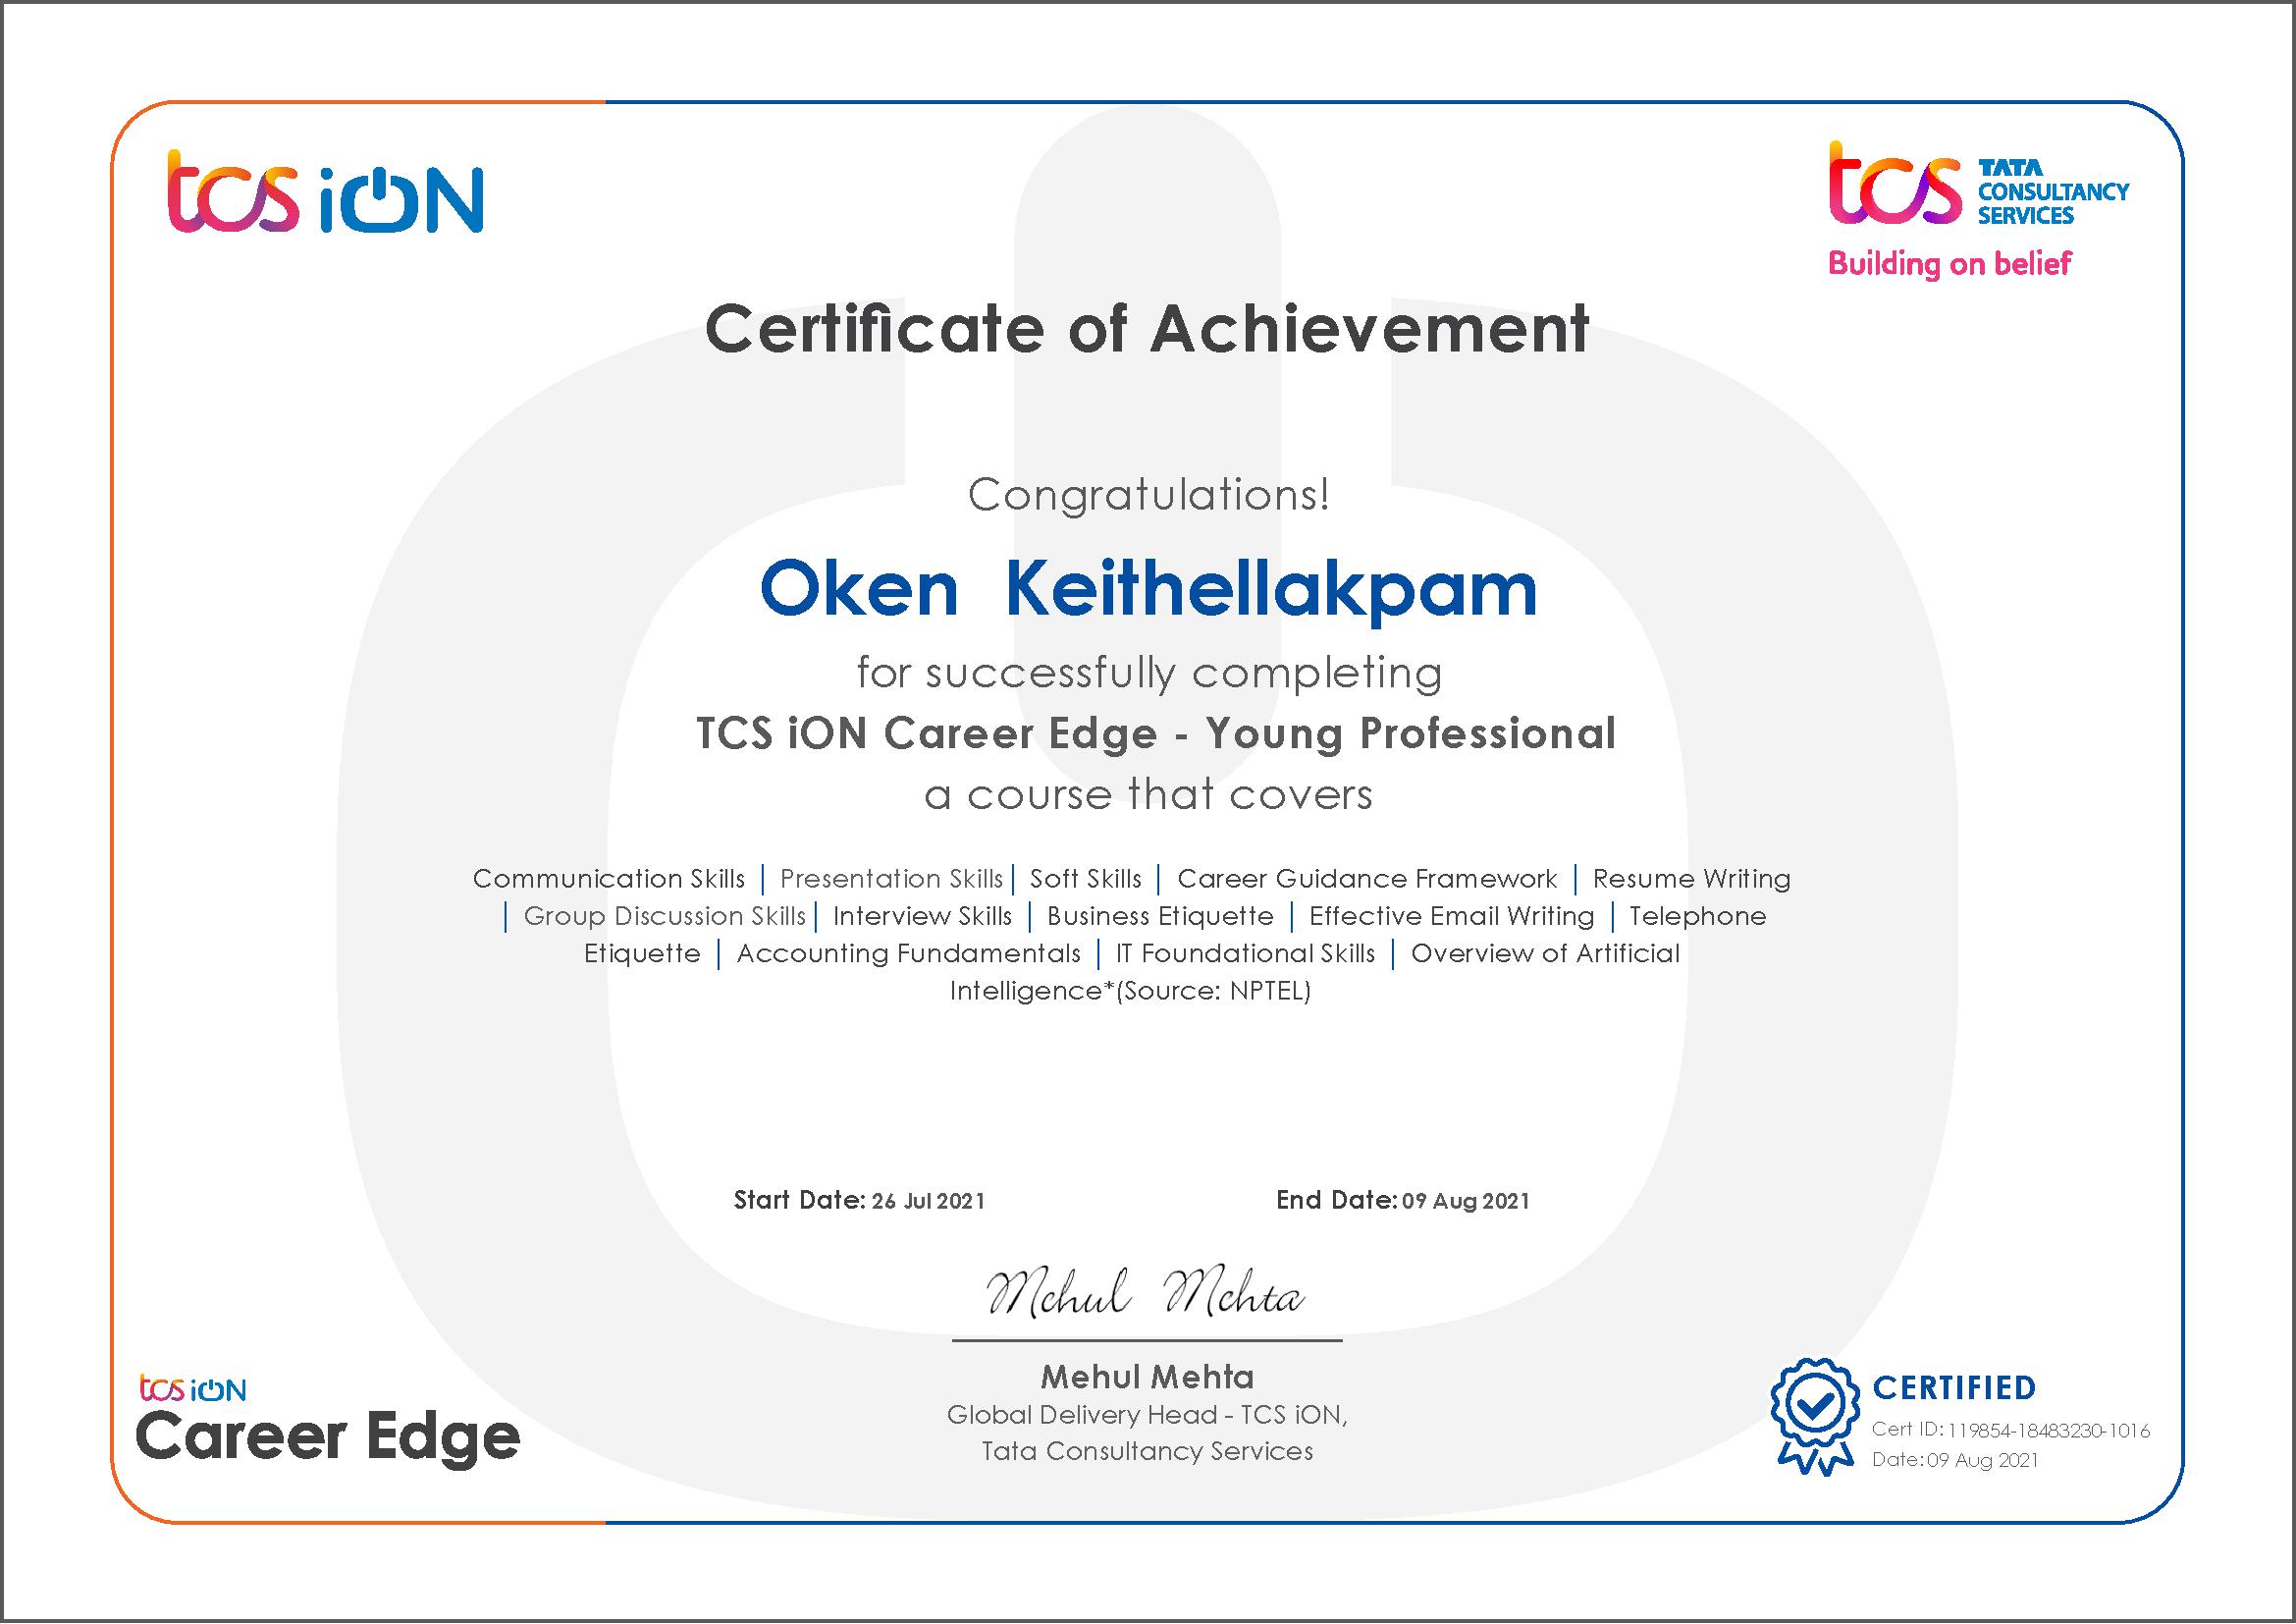 tcs iON
tcs TATA
CONSULTANCY
SERVICES
Building on belief
Certificate of Achievement
Congratulations!
Oken Keithellakpam
for successfully completing
TCS iON Career Edge - Young Professional
a course that covers
Communication Skills | Presentation Skills | Soft Skills | Career Guidance Framework | Resume Writing
| Group Discussion Skills | Interview Skills | Business Etiquette | Effective Email Writing | Telephone
Etiquette | Accounting Fundamentals | IT Foundational Skills | Overview of Artificial
Intelligence*(Source: NPTEL)
Start Date: 26 Jul 2021 End Date: 09 Aug 2021
Mehul Mehta
Mehul Mehta
Global Delivery Head - TCS iON,
Tata Consultancy Services
tcs iON
Career Edge
CERTIFIED
Cert ID: 119854-18483230-1016
Date: 09 Aug 2021